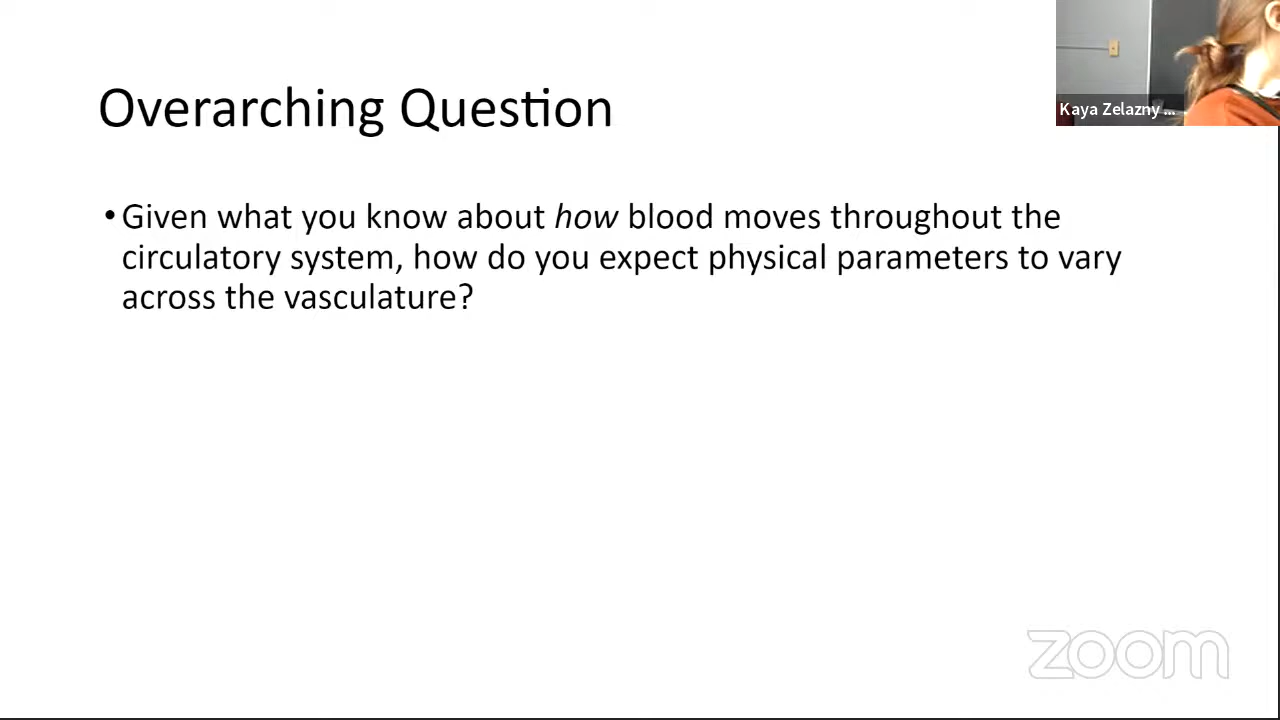 Overarching Question
Kaya Zelazny ...
•Given what you know about how blood moves throughout the
circulatory system, how do you expect physical parameters to vary
across the vasculature?
zoom